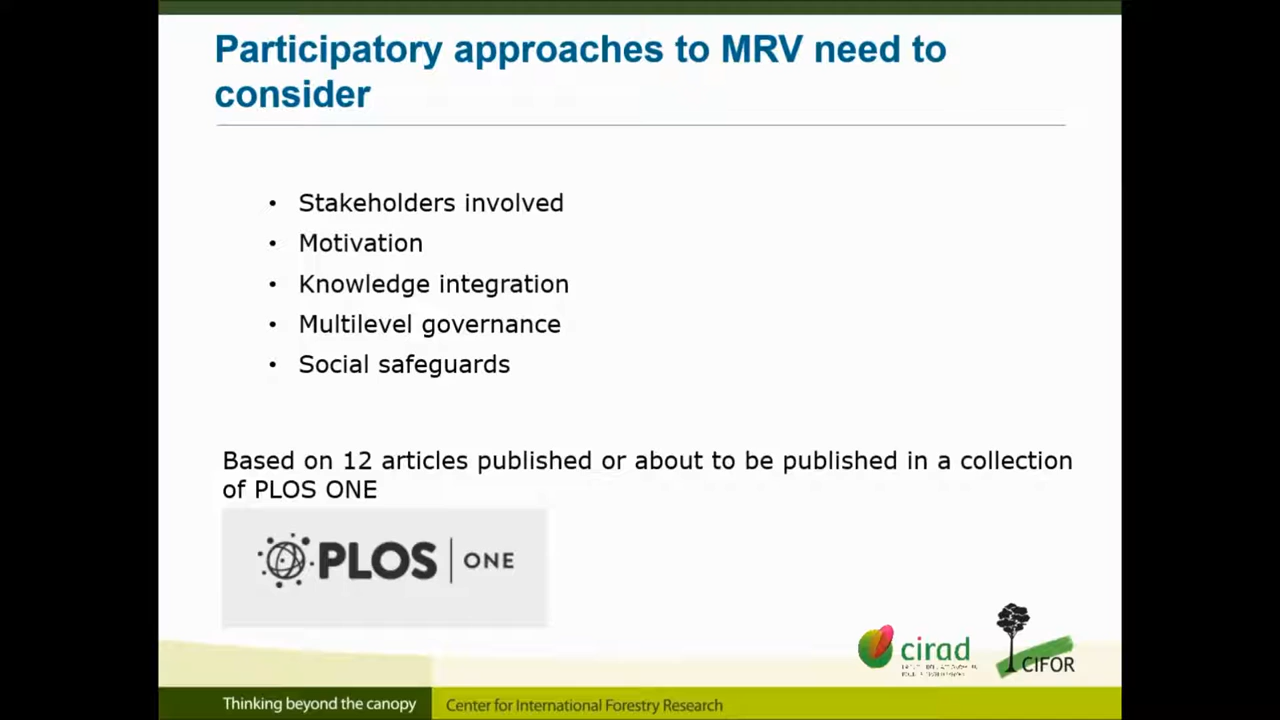 Participatory approaches to MRV need to
consider
• Stakeholders involved
• Motivation
• Knowledge integration
• Multilevel governance
• Social safeguards
Based on 12 articles published or about to be published in a collection
of PLOS ONE
PLOS ONE
cirad
CIFOR
Thinking beyond the canopy
Center for International Forestry Research